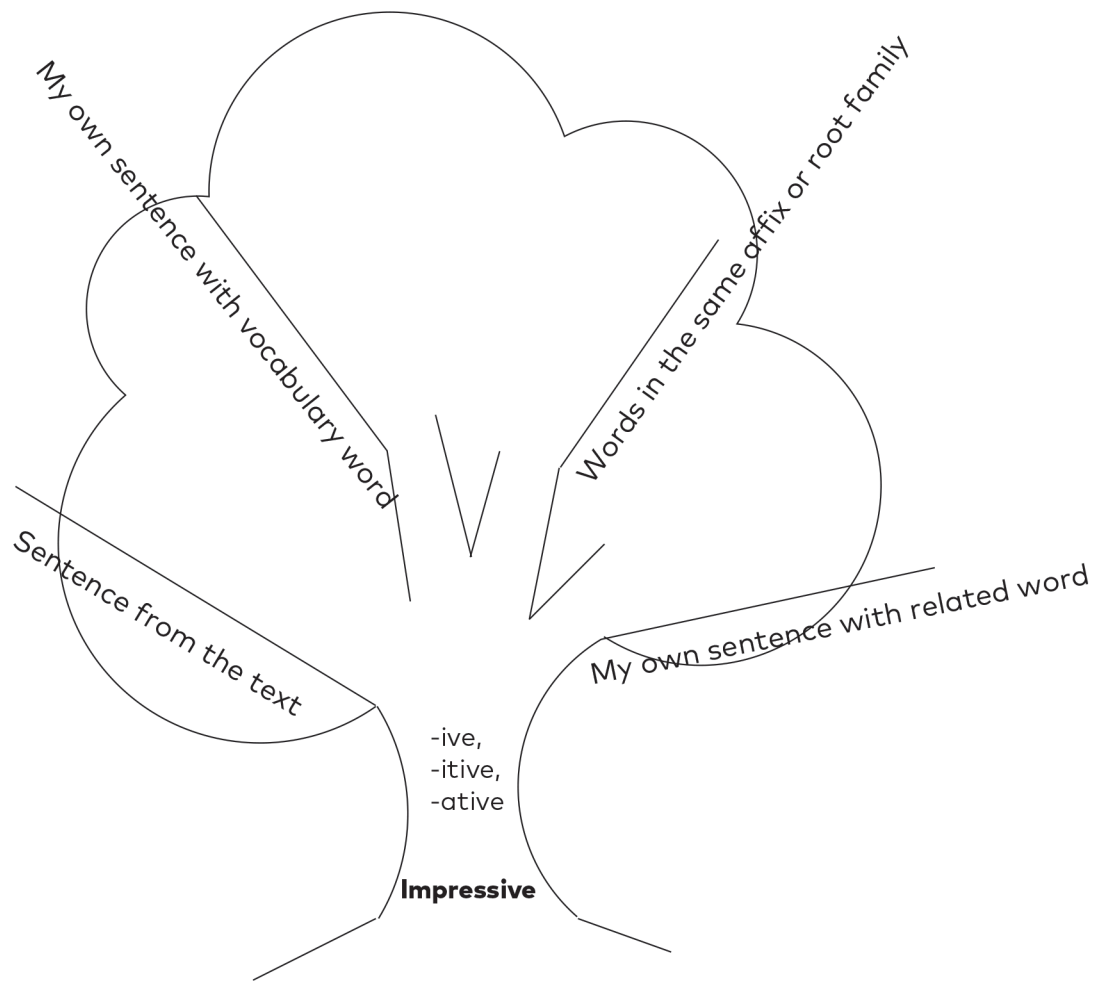 My own sentence with vocabulary word
Words in the same affix or root family
Sentence from the text
My own sentence with related word
-ive,
-itive,
-ative
Impressive